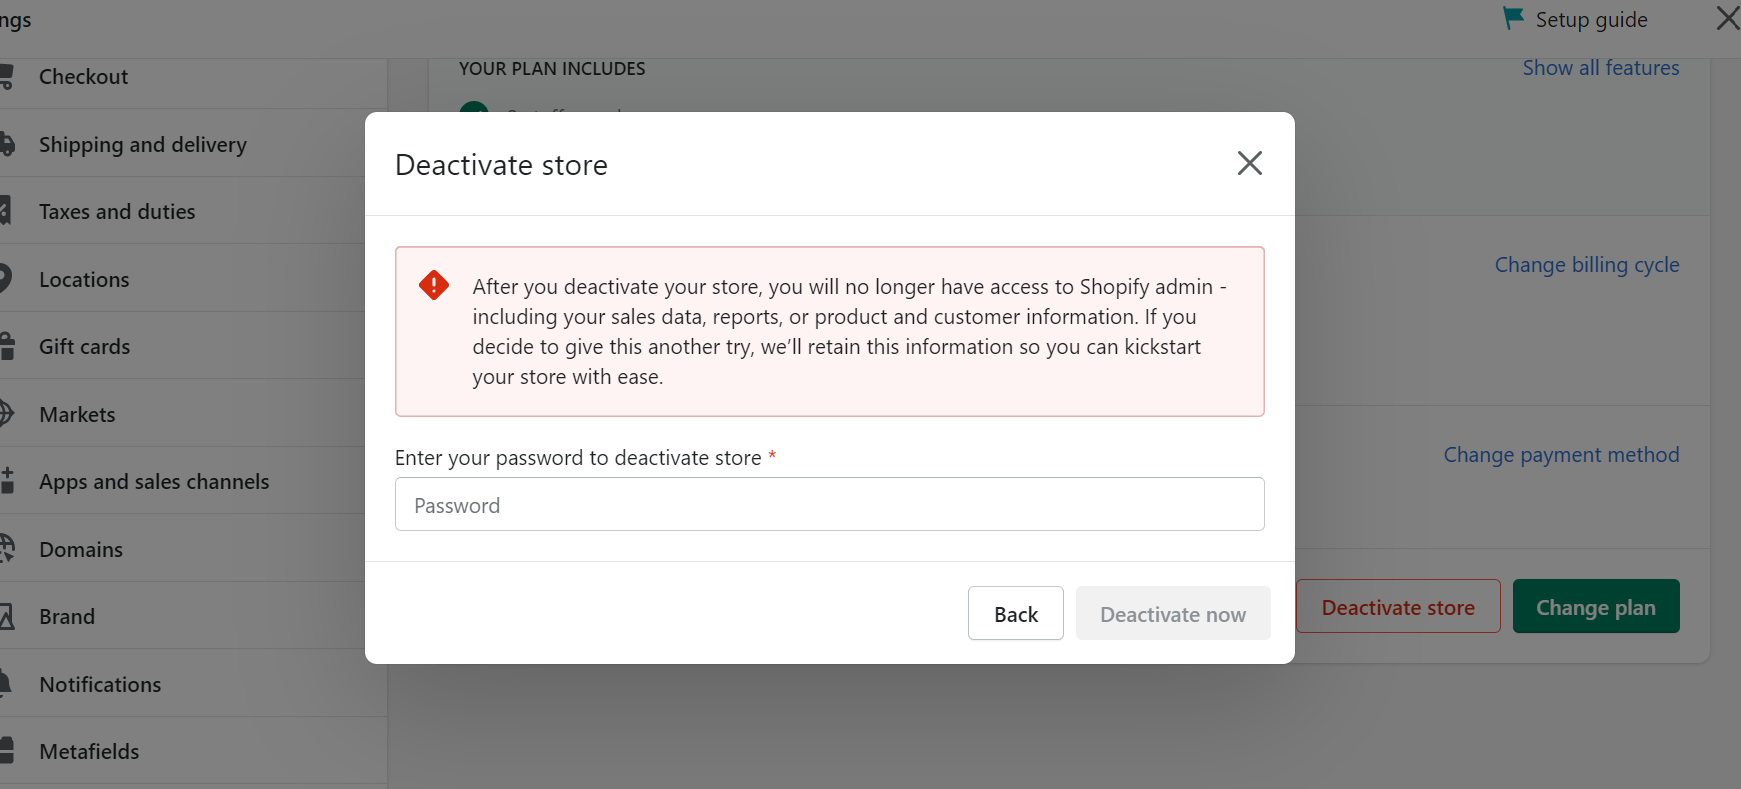 Setup guide
Checkout
Shipping and delivery
Taxes and duties
Locations
Gift cards
Markets
Apps and sales channels
Domains
Brand
Notifications
Metafields
YOUR PLAN INCLUDES
Show all features
Change billing cycle
Change payment method
Deactivate store
Change plan
Deactivate store
After you deactivate your store, you will no longer have access to Shopify admin -
including your sales data, reports, or product and customer information. If you
decide to give this another try, we’ll retain this information so you can kickstart
your store with ease.
Enter your password to deactivate store *
Password
Back
Deactivate now